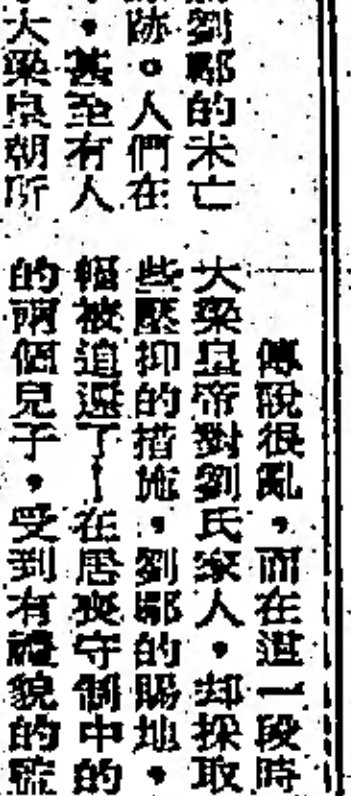 劉鄩的未亡
跡。人們在
，甚至有人
大梁皇朝所
傳說很亂，而在這一段時
大梁皇帝對劉氏家人，却採取
些壓抑的措施，劉鄩的賜地，
幅被追還了—在居喪守制中的
的兩個兒子，受到有禮貌的監